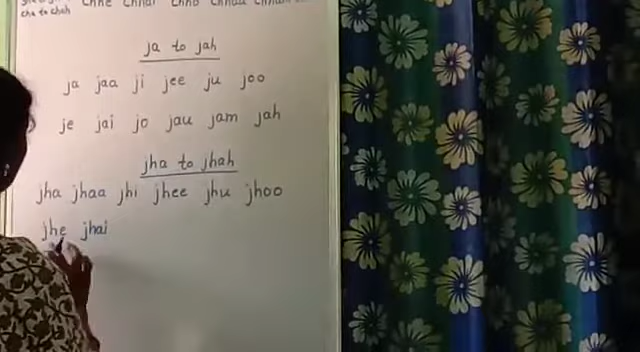 cha to chah chhe chhai chho chhau
ja to jah
ja jaa ji jee ju joo
je jai jo jau jam jah
jha to jhah
jha jhaa jhi jhee jhu jhoo
jhe jhai